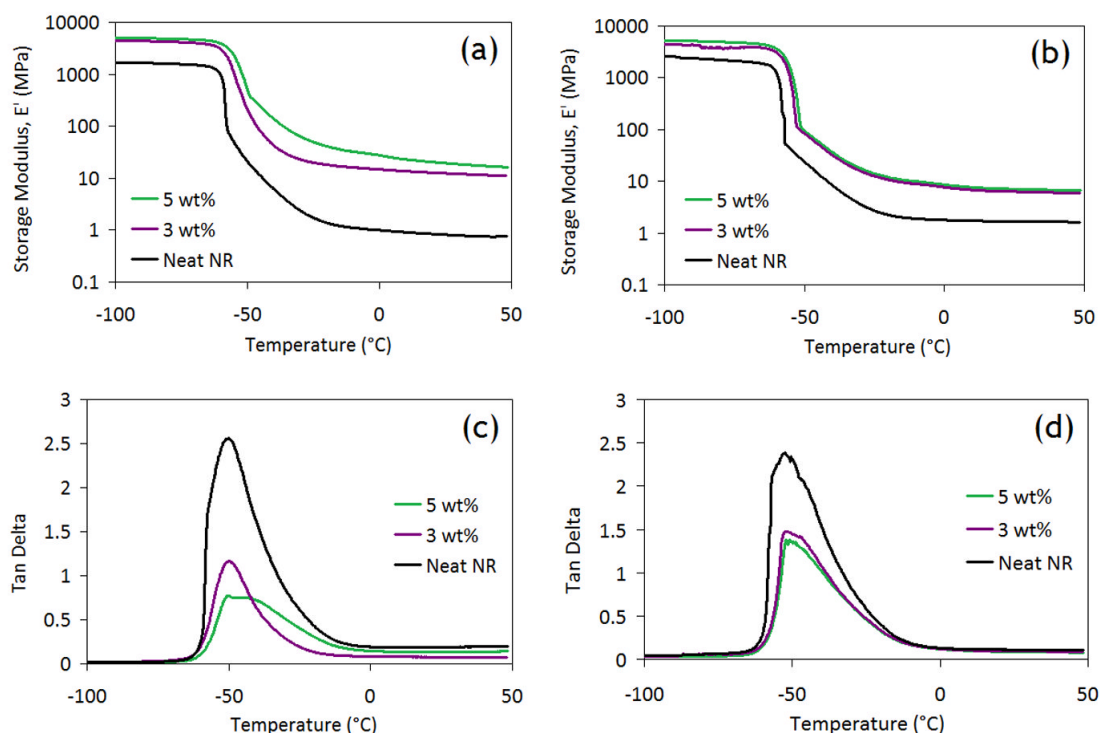 (a)
Storage Modulus, E' (MPa)
10000
1000
100
10
1
0.1
5 wt%
3 wt%
Neat NR
-100
-50
0
50
Temperature (°C)
(b)
Storage Modulus, E' (MPa)
10000
1000
100
10
1
0.1
5 wt%
3 wt%
Neat NR
-100
-50
0
50
Temperature (°C)
(c)
Tan Delta
3
2.5
2
1.5
1
0.5
0
5 wt%
3 wt%
Neat NR
-100
-50
0
50
Temperature (°C)
(d)
Tan Delta
3
2.5
2
1.5
1
0.5
0
5 wt%
3 wt%
Neat NR
-100
-50
0
50
Temperature (°C)